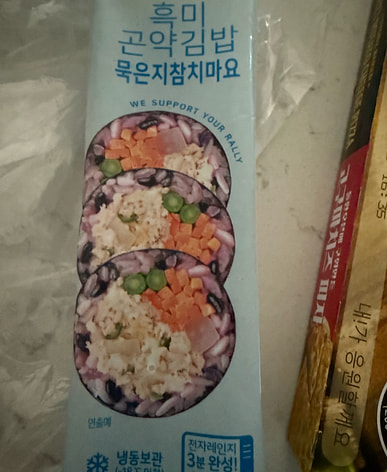 흑미
곤약김밥
묵은지참치마요
WE SUPPORT YOUR RALLY
연출예
냉동보관
전자레인지
3분 완성!
18:35
내가 응원할게요